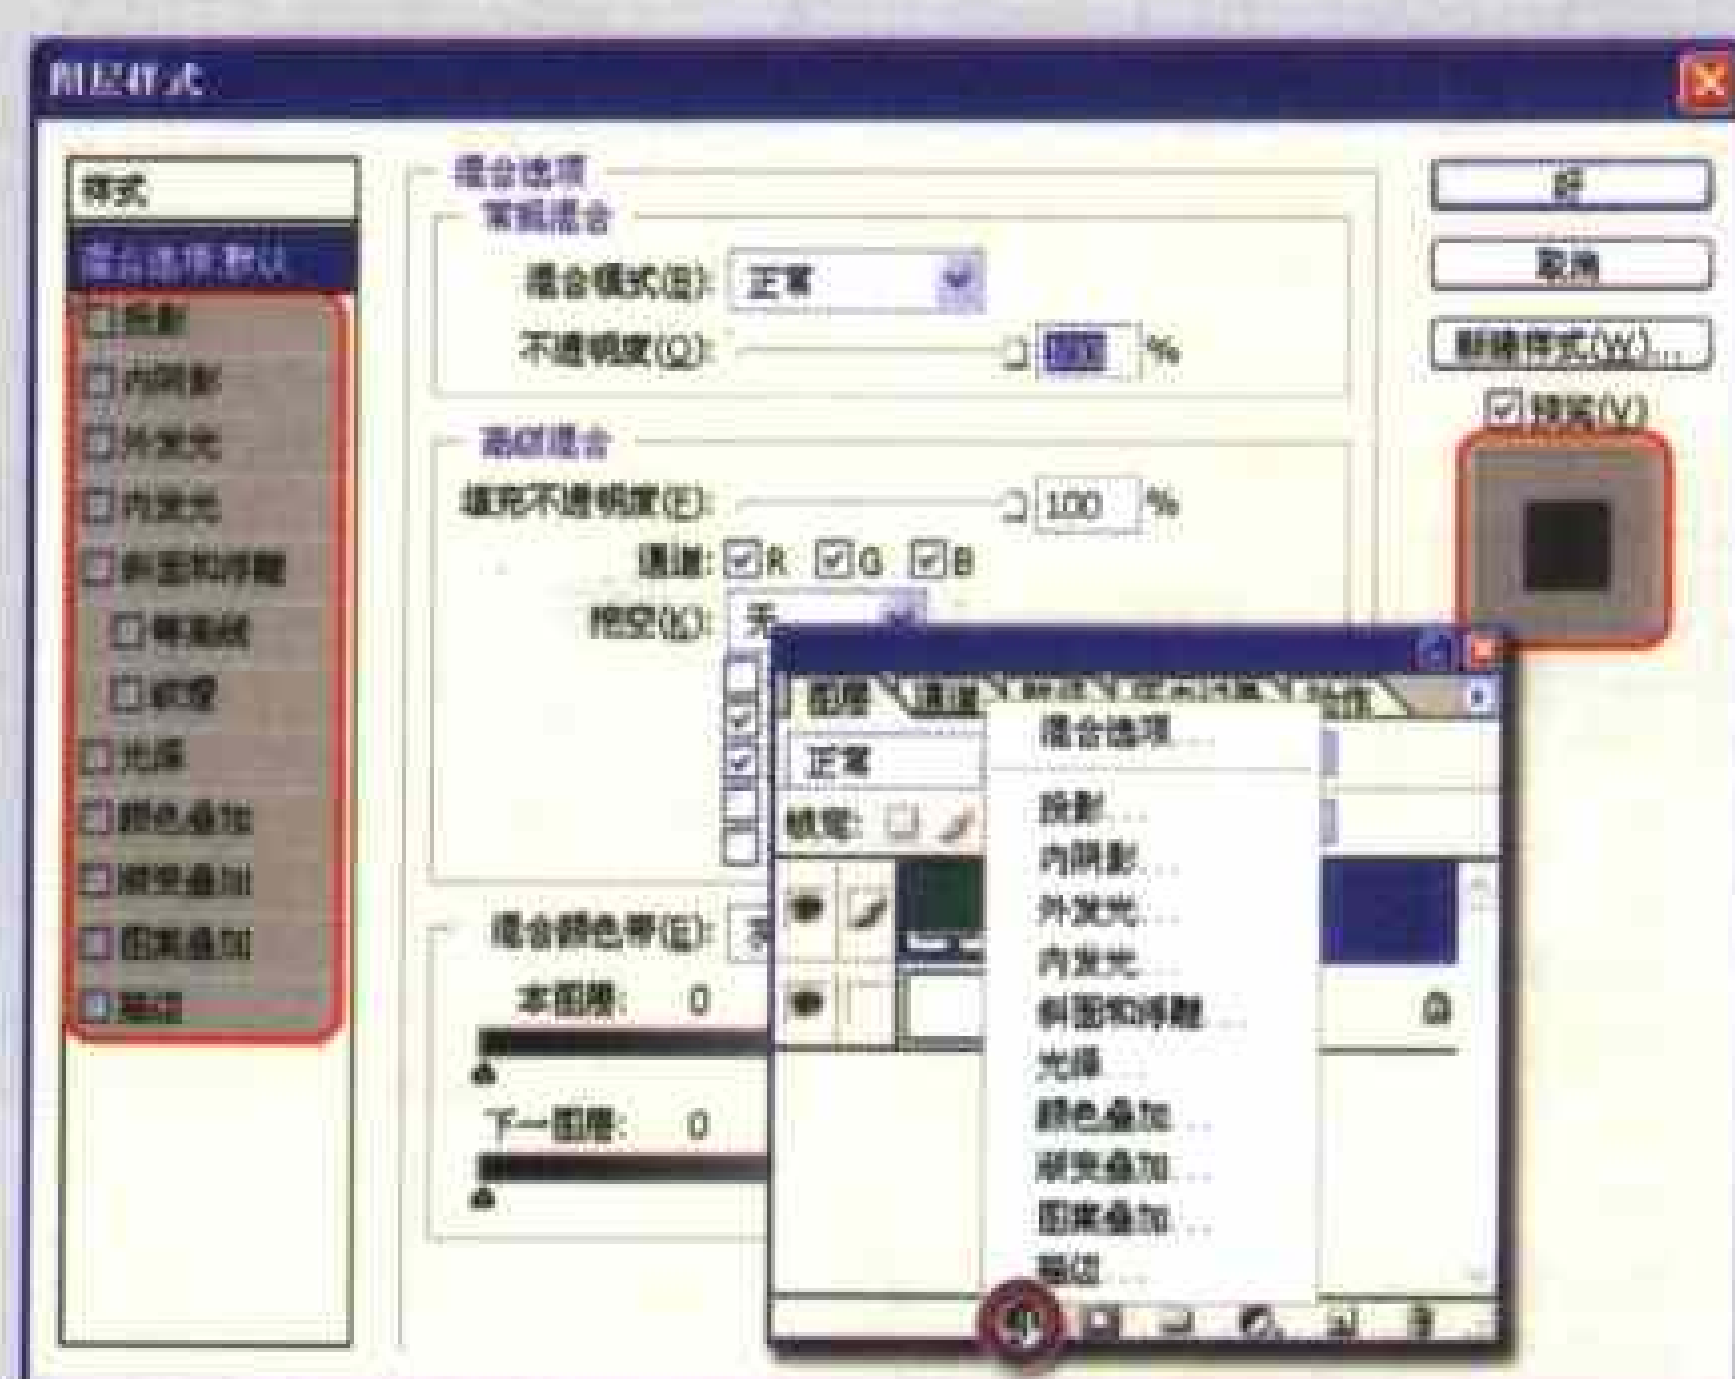 图层样式
样式
混合选项:默认
投影
内阴影
外发光
内发光
斜面和浮雕
等高线
纹理
光泽
颜色叠加
渐变叠加
图案叠加
描边
混合选项
常规混合
混合模式(B): 正常
不透明度(O): 100 %
高级混合
填充不透明度(F): 100 %
通道: R G B
挖空(K): 无
混合颜色带(E):
本图层: 0
下一图层: 0
好
取消
新建样式(W)...
预览(V)
图层 通道 动作
正常
锁定:
混合选项...
投影...
内阴影...
外发光...
内发光...
斜面和浮雕...
光泽...
颜色叠加...
渐变叠加...
图案叠加...
描边...